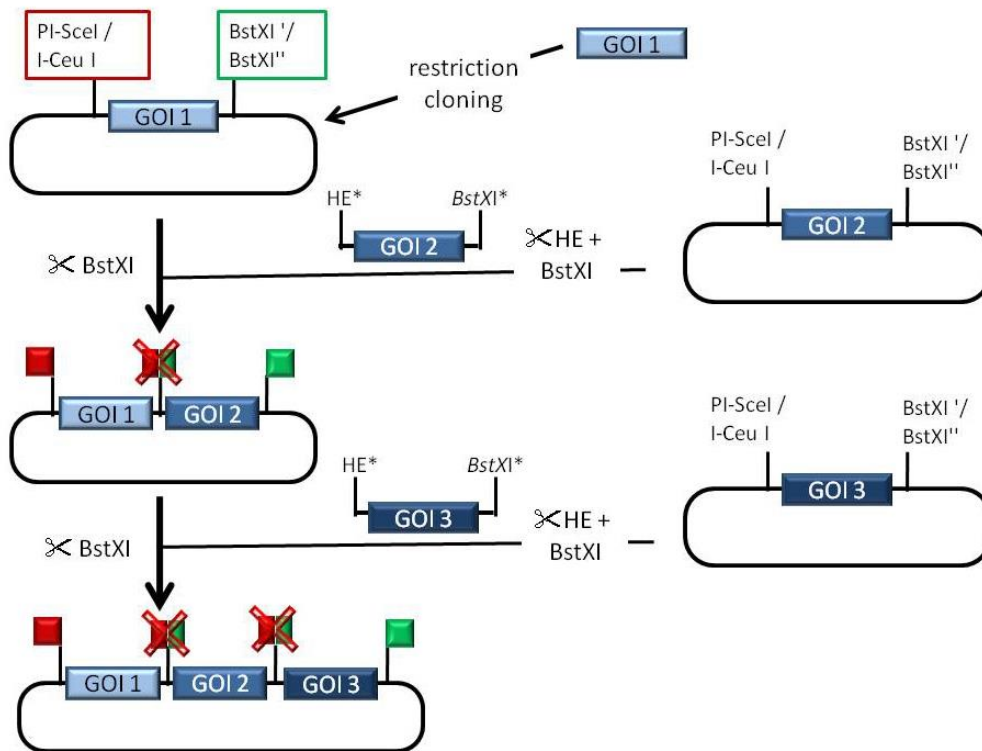 PI-SceI /
I-Ceu I
BstXI '/
BstXI"
GOI 1
restriction
cloning
GOI 1
PI-SceI /
I-Ceu I
BstXI '/
BstXI"
GOI 2
HE*
BstXI*
GOI 2
HE +
BstXI
BstXI
GOI 1
GOI 2
PI-SceI /
I-Ceu I
BstXI '/
BstXI"
GOI 3
HE*
BstXI*
GOI 3
HE +
BstXI
BstXI
GOI 1
GOI 2
GOI 3